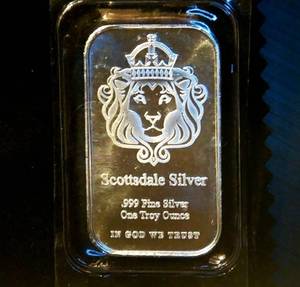 Scottsdale Silver
.999 Fine Silver
One Troy Ounce
IN GOD WE TRUST